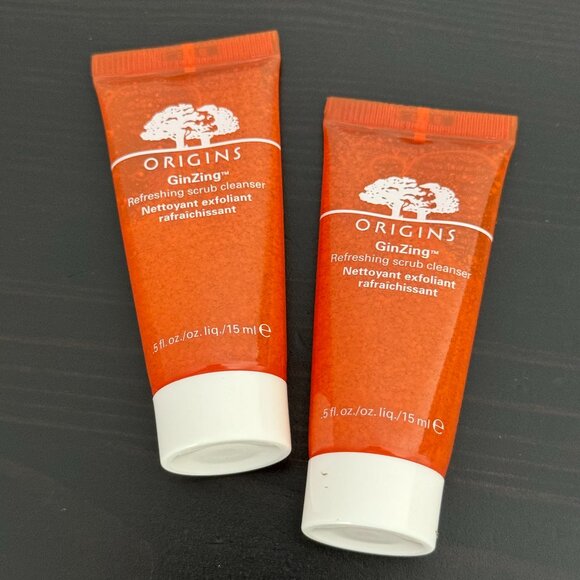 ORIGINS
GinZing™
Refreshing scrub cleanser
Nettoyant exfoliant
rafraîchissant
.5 fl. oz./oz. liq./15 ml e
ORIGINS
GinZing™
Refreshing scrub cleanser
Nettoyant exfoliant
rafraîchissant
.5 fl. oz./oz. liq./15 ml e